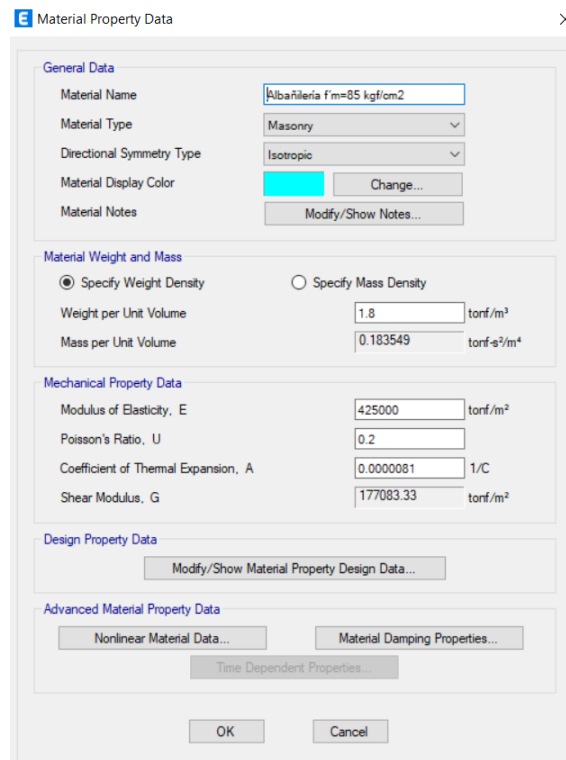 E Material Property Data
General Data
Material Name Albañilería f'm=85 kgf/cm2
Material Type Masonry
Directional Symmetry Type Isotropic
Material Display Color Change...
Material Notes Modify/Show Notes...
Material Weight and Mass
Specify Weight Density Specify Mass Density
Weight per Unit Volume 1.8 tonf/m³
Mass per Unit Volume 0.183549 tonf-s²/m⁴
Mechanical Property Data
Modulus of Elasticity, E 425000 tonf/m²
Poisson's Ratio, U 0.2
Coefficient of Thermal Expansion, A 0.0000081 1/C
Shear Modulus, G 177083.33 tonf/m²
Design Property Data
Modify/Show Material Property Design Data...
Advanced Material Property Data
Nonlinear Material Data... Material Damping Properties...
Time Dependent Properties...
OK Cancel